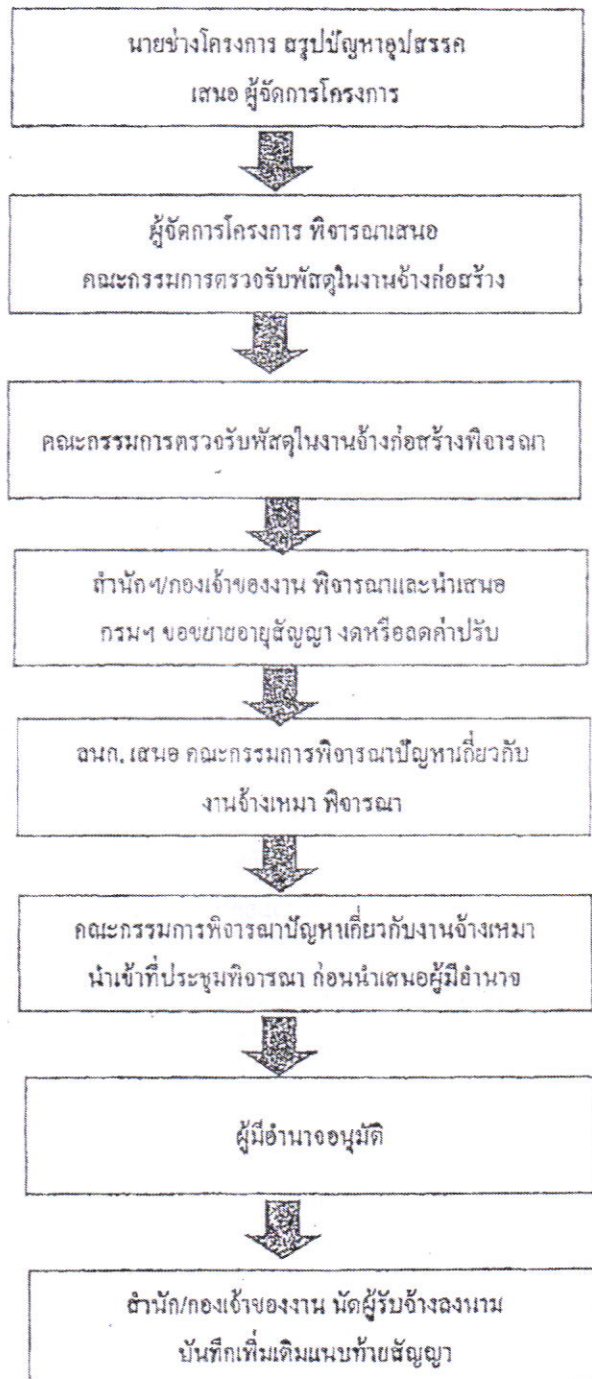 นายช่างโครงการ สรุปปัญหาอุปสรรค
เสนอ ผู้จัดการโครงการ
ผู้จัดการโครงการ พิจารณาเสนอ
คณะกรรมการตรวจรับพัสดุในงานจ้างก่อสร้าง
คณะกรรมการตรวจรับพัสดุในงานจ้างก่อสร้างพิจารณา
สำนักฯ/กองเจ้าของงาน พิจารณาและนำเสนอ
กรมฯ ขอขยายอายุสัญญา งดหรือลดค่าปรับ
ลนก. เสนอ คณะกรรมการพิจารณาปัญหาเกี่ยวกับ
งานจ้างเหมา พิจารณา
คณะกรรมการพิจารณาปัญหาเกี่ยวกับงานจ้างเหมา
นำเข้าที่ประชุมพิจารณา ก่อนนำเสนอผู้มีอำนาจ
ผู้มีอำนาจอนุมัติ
สำนัก/กองเจ้าของงาน นัดผู้รับจ้างลงนาม
บันทึกเพิ่มเติมแนบท้ายสัญญา